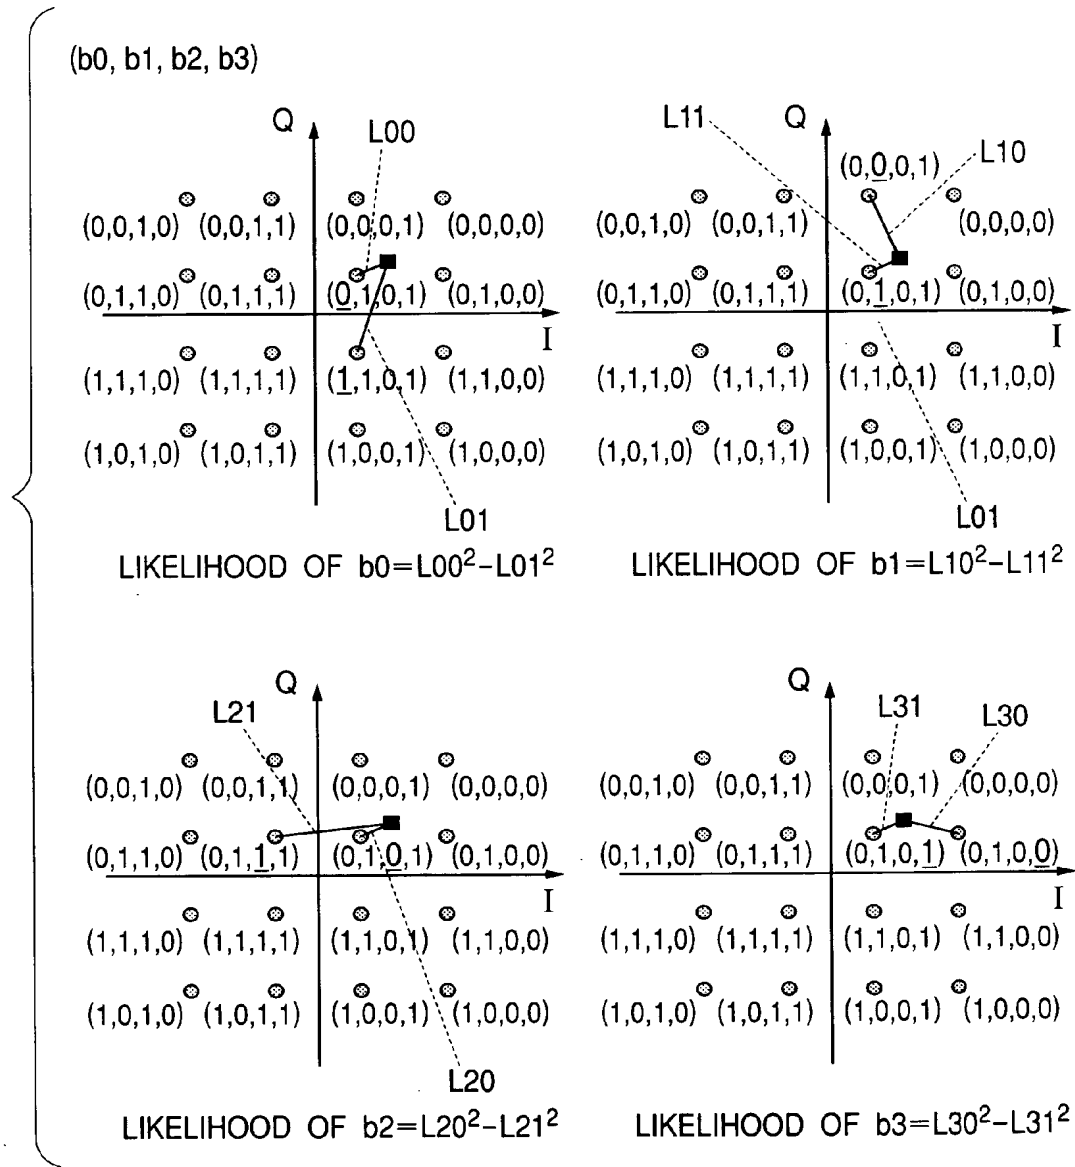 (b0, b1, b2, b3)
Q
L00
(0,0,1,0) (0,0,1,1) (0,0,0,1) (0,0,0,0)
(0,1,1,0) (0,1,1,1) (0,1,0,1) (0,1,0,0)
I
(1,1,1,0) (1,1,1,1) (1,1,0,1) (1,1,0,0)
(1,0,1,0) (1,0,1,1) (1,0,0,1) (1,0,0,0)
L01
LIKELIHOOD OF b0=L00²-L01²
L11
Q
L10
(0,0,0,1)
(0,0,1,0) (0,0,1,1) (0,0,0,0)
(0,1,1,0) (0,1,1,1) (0,1,0,1) (0,1,0,0)
I
(1,1,1,0) (1,1,1,1) (1,1,0,1) (1,1,0,0)
(1,0,1,0) (1,0,1,1) (1,0,0,1) (1,0,0,0)
L01
LIKELIHOOD OF b1=L10²-L11²
Q
L21
(0,0,1,0) (0,0,1,1) (0,0,0,1) (0,0,0,0)
(0,1,1,0) (0,1,1,1) (0,1,0,1) (0,1,0,0)
I
(1,1,1,0) (1,1,1,1) (1,1,0,1) (1,1,0,0)
(1,0,1,0) (1,0,1,1) (1,0,0,1) (1,0,0,0)
L20
LIKELIHOOD OF b2=L20²-L21²
Q
L31
L30
(0,0,1,0) (0,0,1,1) (0,0,0,1) (0,0,0,0)
(0,1,1,0) (0,1,1,1) (0,1,0,1) (0,1,0,0)
I
(1,1,1,0) (1,1,1,1) (1,1,0,1) (1,1,0,0)
(1,0,1,0) (1,0,1,1) (1,0,0,1) (1,0,0,0)
LIKELIHOOD OF b3=L30²-L31²